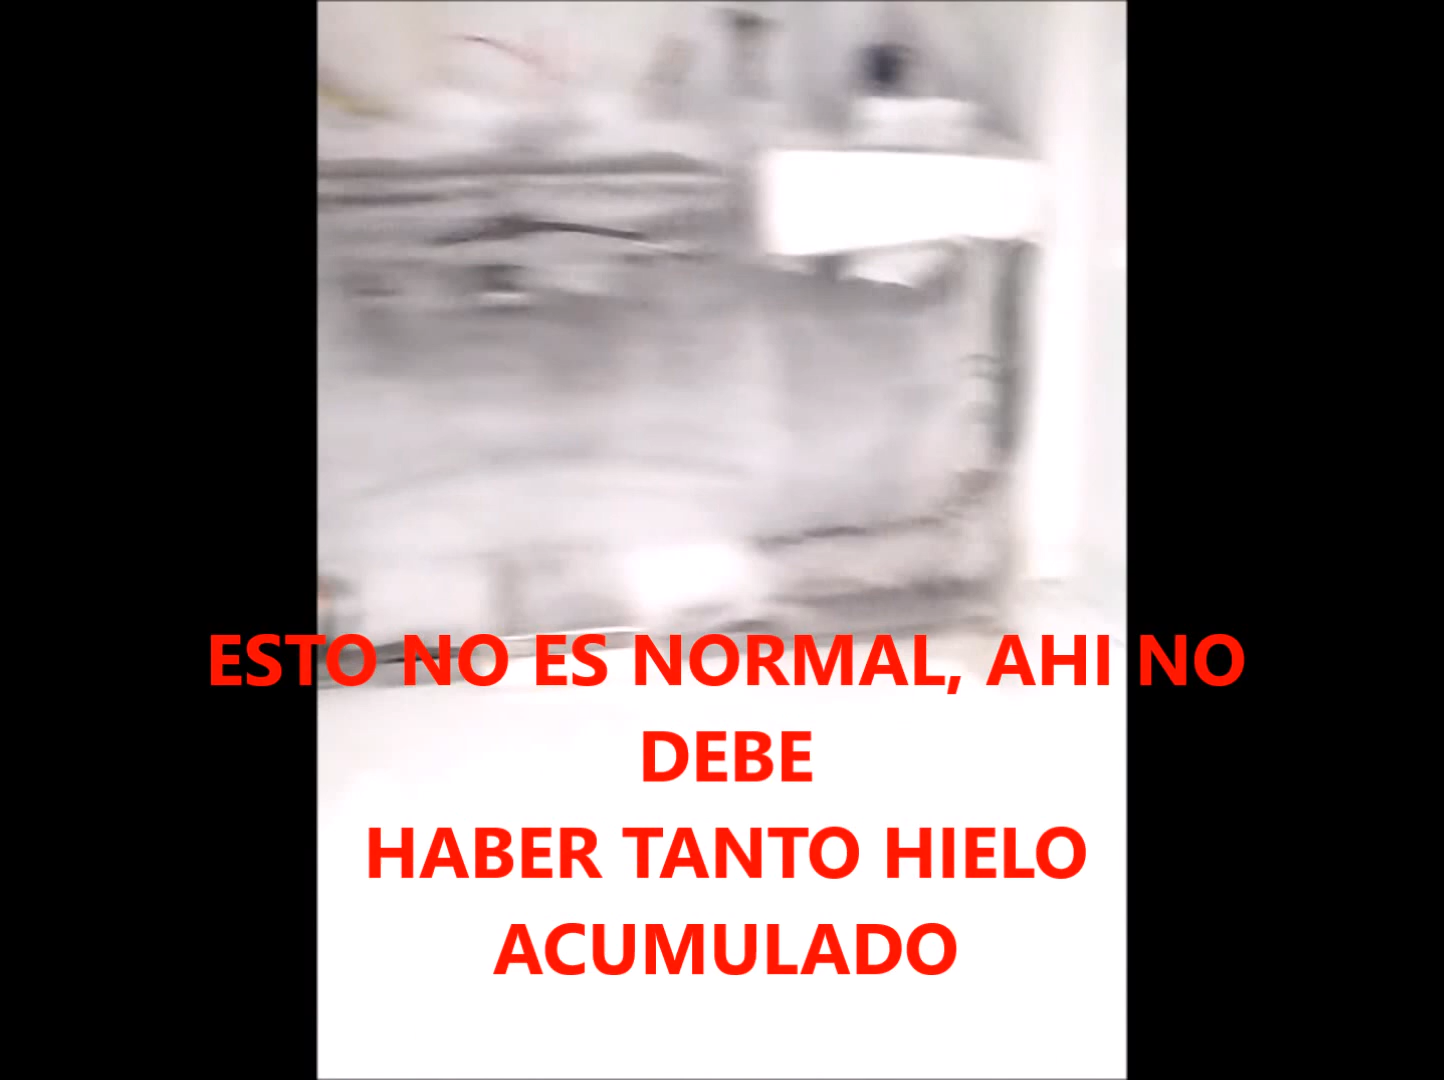 ESTO NO ES NORMAL, AHI NO
DEBE
HABER TANTO HIELO
ACUMULADO